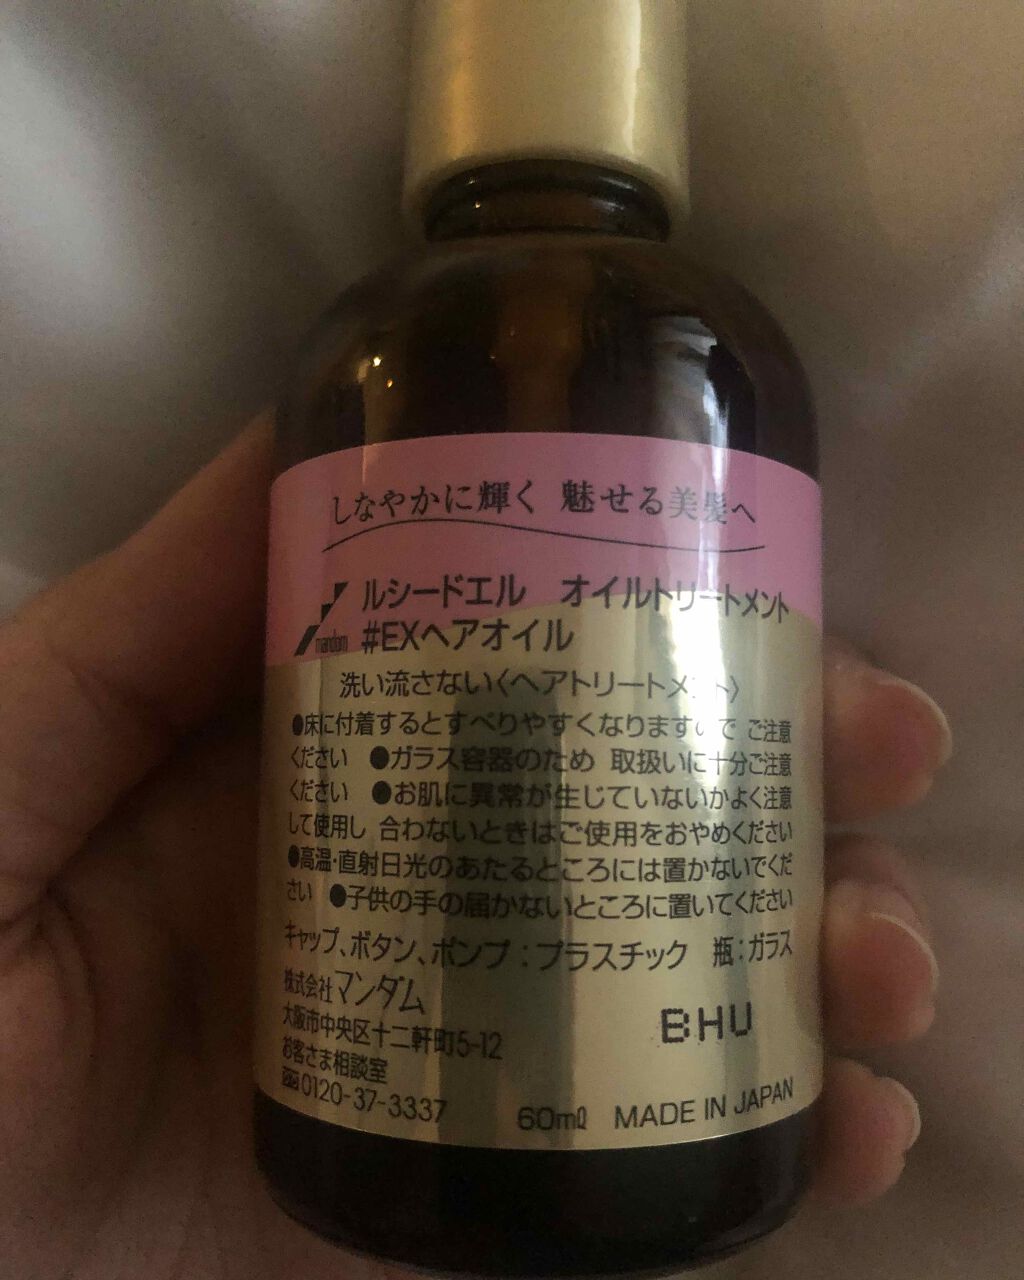 しなやかに輝く 魅せる美髪へ
mandom
ルシードエル オイルトリートメント
#EXヘアオイル
洗い流さない〈ヘアトリートメント〉
●床に付着するとすべりやすくなりますので ご注意
ください ●ガラス容器のため 取扱いに十分ご注意
ください ●お肌に異常が生じていないかよく注意
して使用し 合わないときはご使用をおやめください
●高温・直射日光のあたるところには置かないでくだ
さい ●子供の手の届かないところに置いてください
キャップ、ボタン、ポンプ：プラスチック 瓶：ガラス
株式会社マンダム
大阪市中央区十二軒町5-12
お客さま相談室
0120-37-3337
BHU
60mℓ MADE IN JAPAN